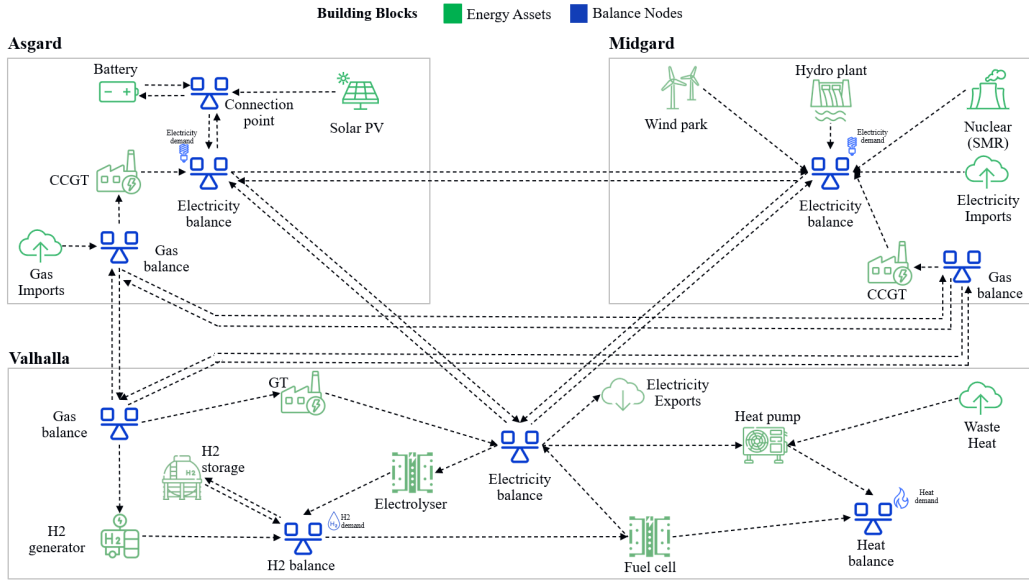 Building Blocks
Energy Assets
Balance Nodes
Asgard
Midgard
Battery
Connection
point
Solar PV
Electricity
demand
CCGT
Electricity
balance
Gas
balance
Gas
Imports
Wind park
Hydro plant
Nuclear
(SMR)
Electricity
demand
Electricity
balance
Electricity
Imports
CCGT
Gas
balance
Valhalla
Gas
balance
GT
Electricity
Exports
Heat pump
Waste
Heat
H2
storage
Electrolyser
Electricity
balance
H2
generator
H2
H2
H2
demand
H2 balance
Fuel cell
Heat
demand
Heat
balance